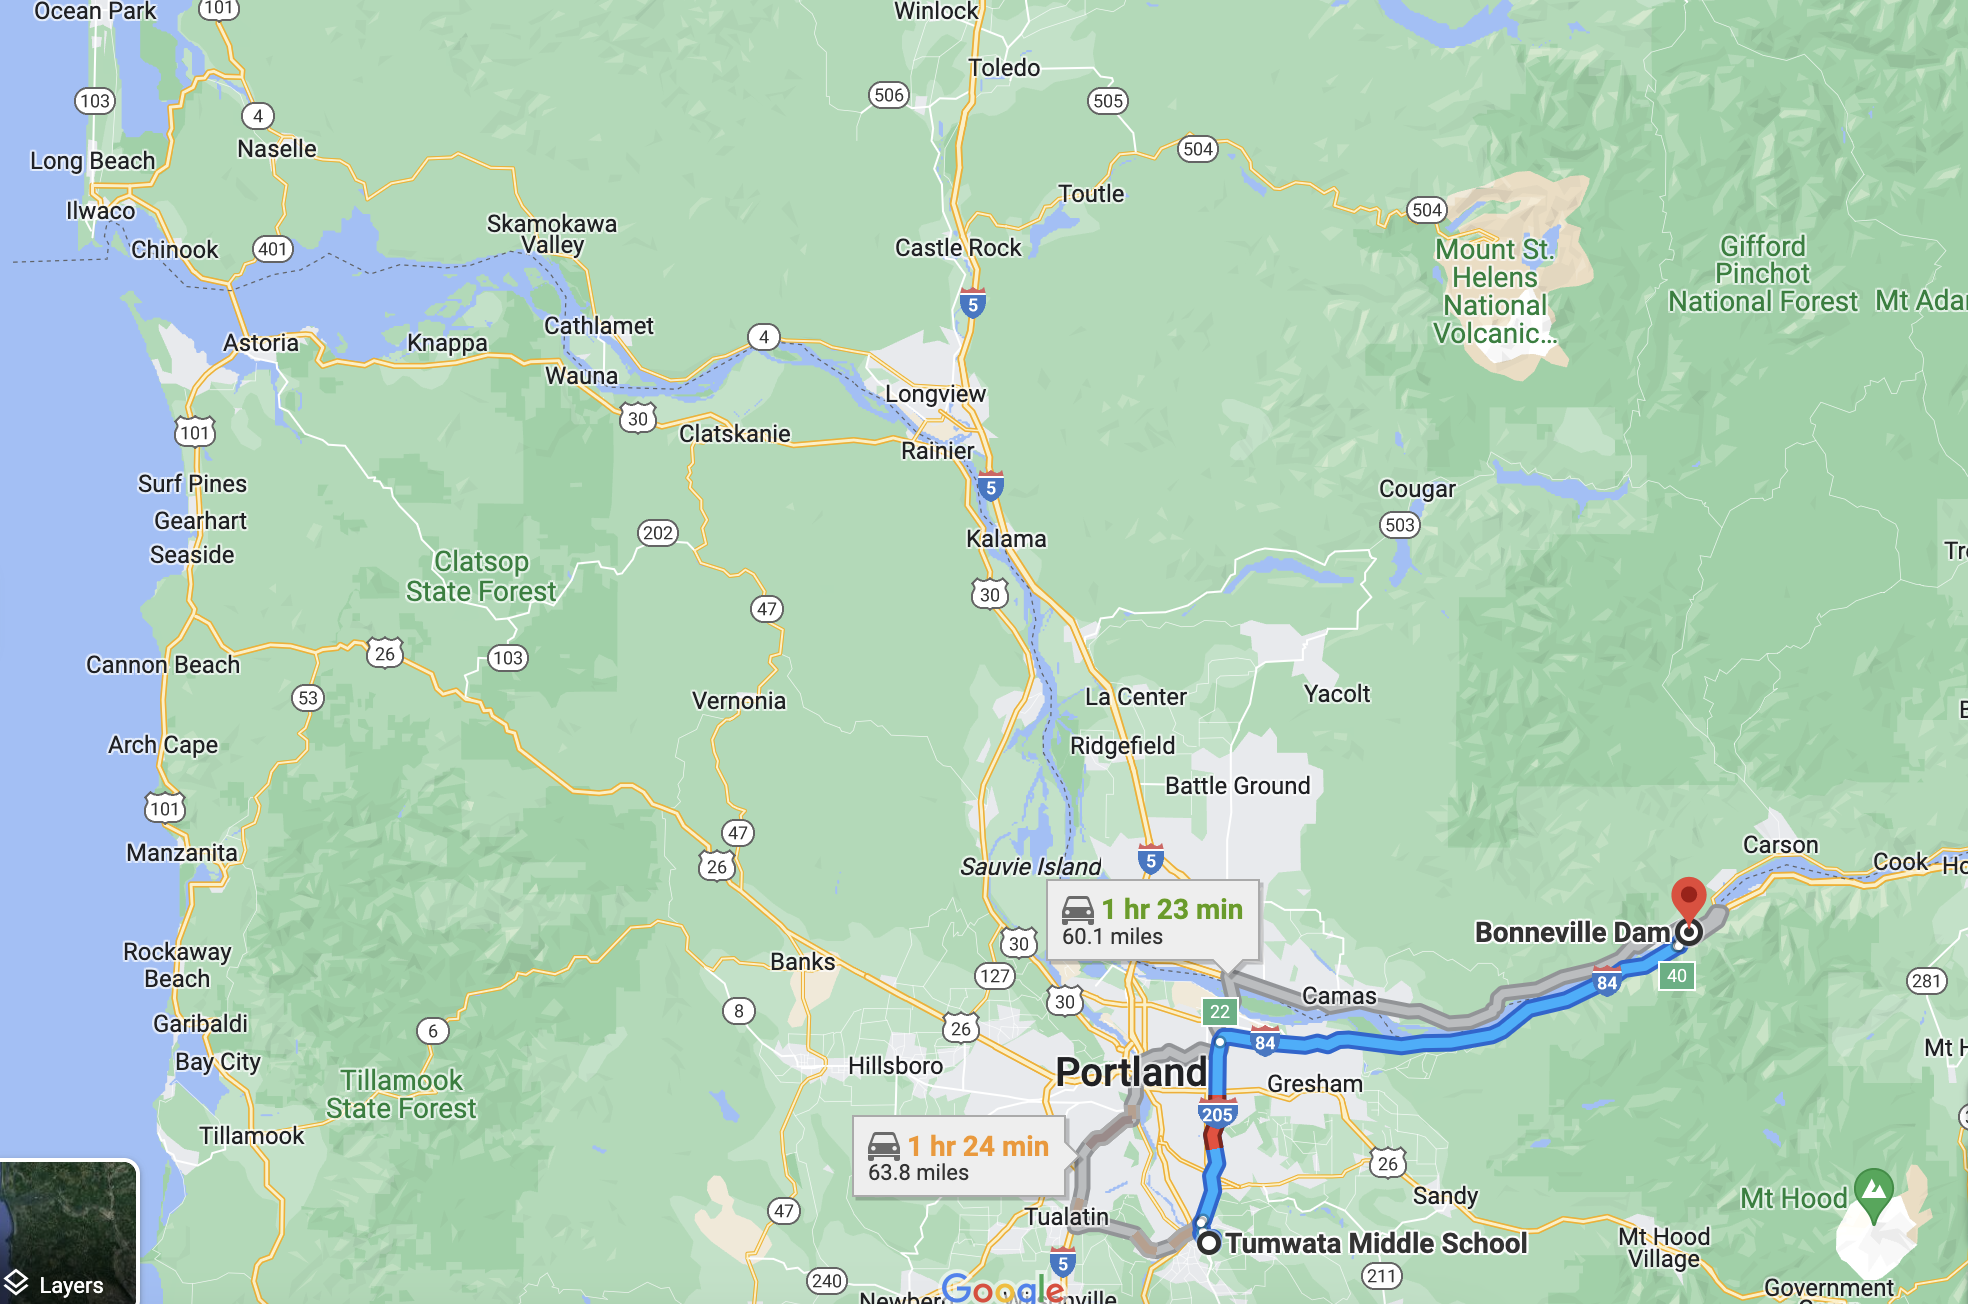 Ocean Park
101
Winlock
Toledo
103
506
505
4
Naselle
504
Long Beach
Toutle
504
Ilwaco
Skamokawa
Valley
Chinook
401
Castle Rock
Mount St.
Helens
National
Volcanic...
Gifford
Pinchot
National Forest
Mt Adar
5
Cathlamet
4
Astoria
Knappa
Wauna
Longview
30
101
Clatskanie
Rainier
5
Surf Pines
Cougar
Gearhart
503
202
Kalama
Seaside
Clatsop
State Forest
30
47
26
103
Cannon Beach
53
Vernonia
La Center
Yacolt
Arch Cape
Ridgefield
Battle Ground
101
47
26
Manzanita
Sauvie Island
5
Carson
Cook
1 hr 23 min
60.1 miles
Bonneville Dam
40
84
281
Rockaway
Beach
Banks
30
127
30
Camas
8
22
84
Garibaldi
6
26
Bay City
Hillsboro
Portland
Gresham
Tillamook
State Forest
205
Tillamook
1 hr 24 min
63.8 miles
26
Sandy
Mt Hood
47
Tualatin
Tumwata Middle School
Mt Hood
Village
5
240
211
Layers
Google
Government